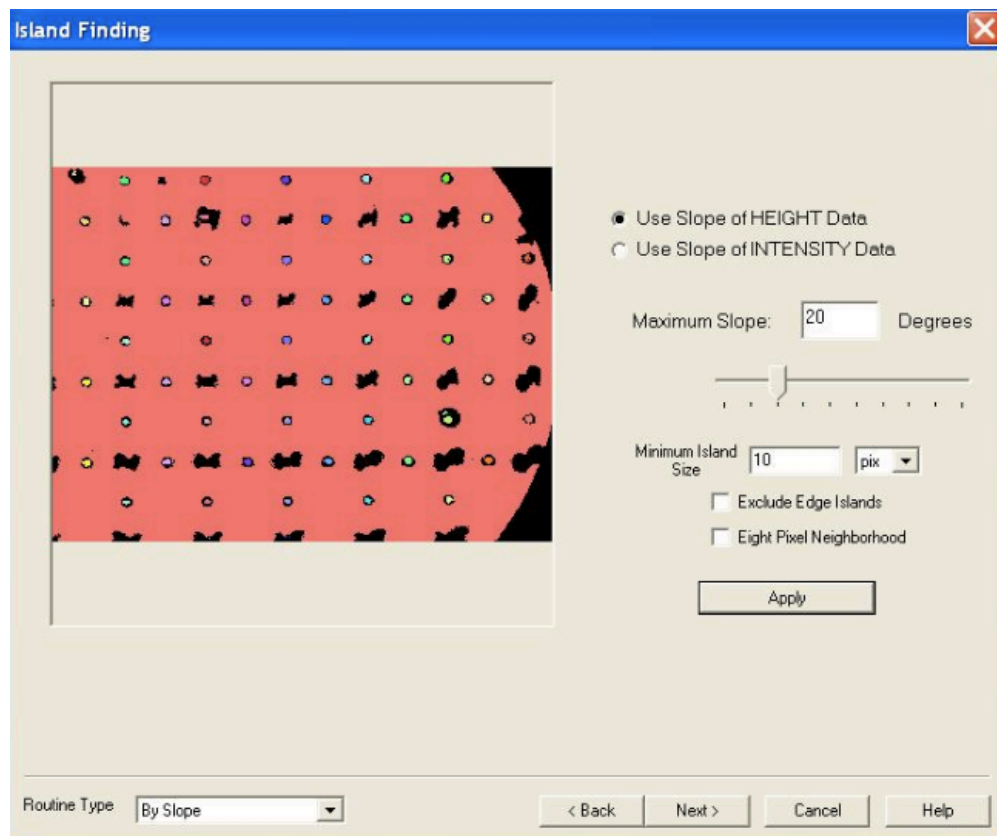 Island Finding
Use Slope of HEIGHT Data
Use Slope of INTENSITY Data
Maximum Slope: 20 Degrees
Minimum Island Size 10 pix
Exclude Edge Islands
Eight Pixel Neighborhood
Apply
Routine Type By Slope < Back Next > Cancel Help